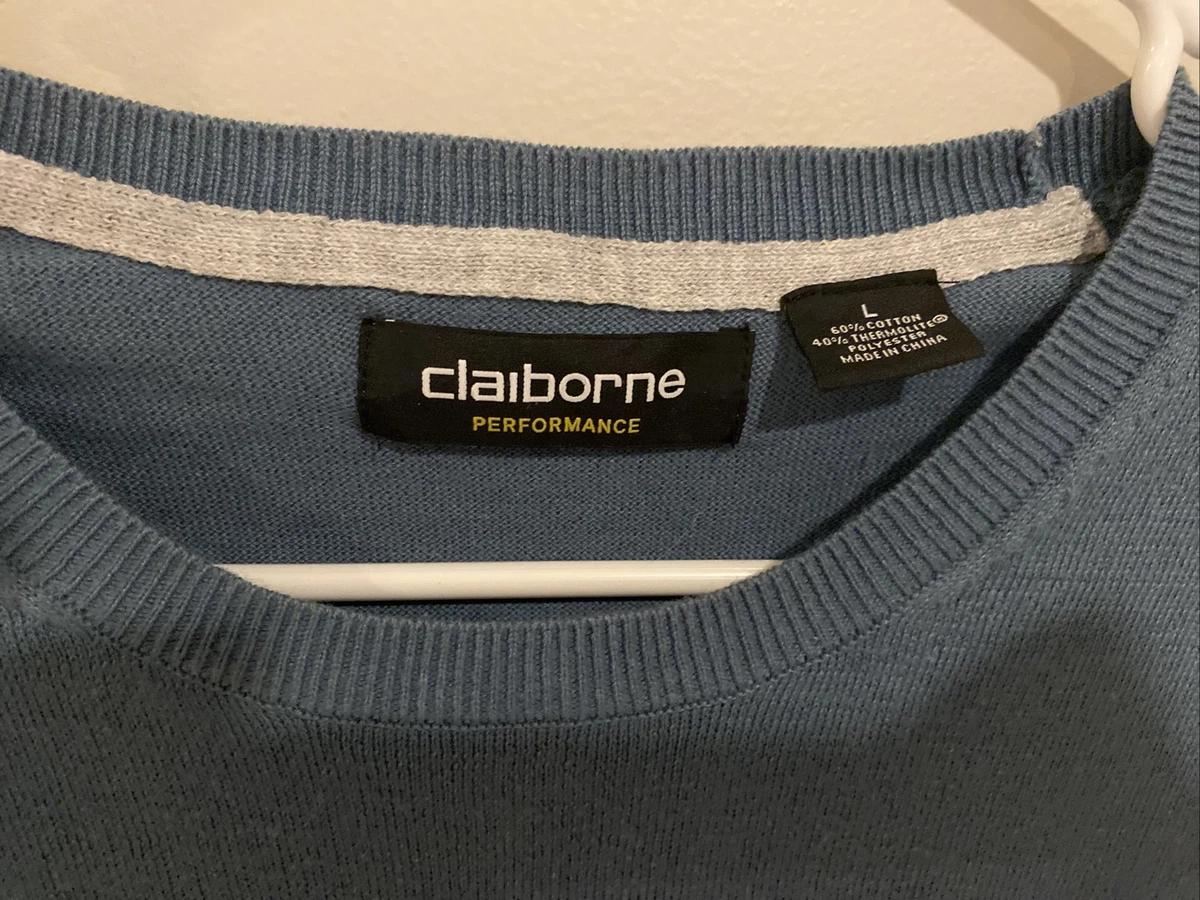 claiborne
PERFORMANCE
L
60% COTTON
40% THERMOLITE®
POLYESTER
MADE IN CHINA